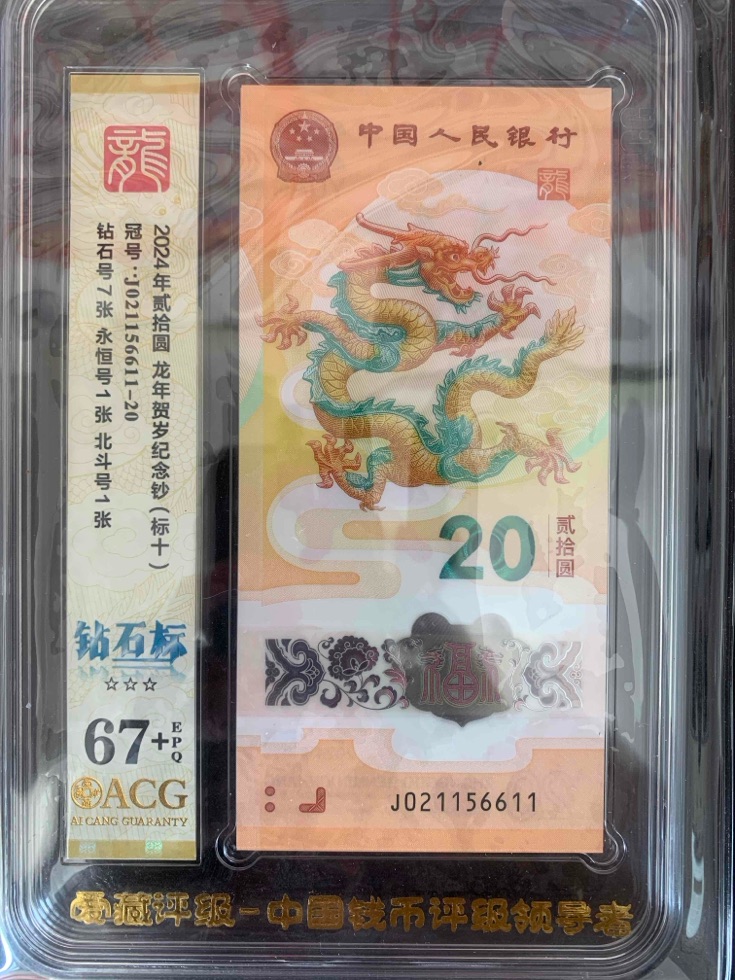 龍
2024年贰拾圆 龙年贺岁纪念钞(标十)
冠号:J021156611-20
钻石号7张 永恒号1张 北斗号1张
钻石标
☆☆☆
67+EPQ
ACG
AI CANG GUARANTY
中国人民银行
龍
20
贰拾圆
福
J021156611
爱藏评级-中国钱币评级领导者